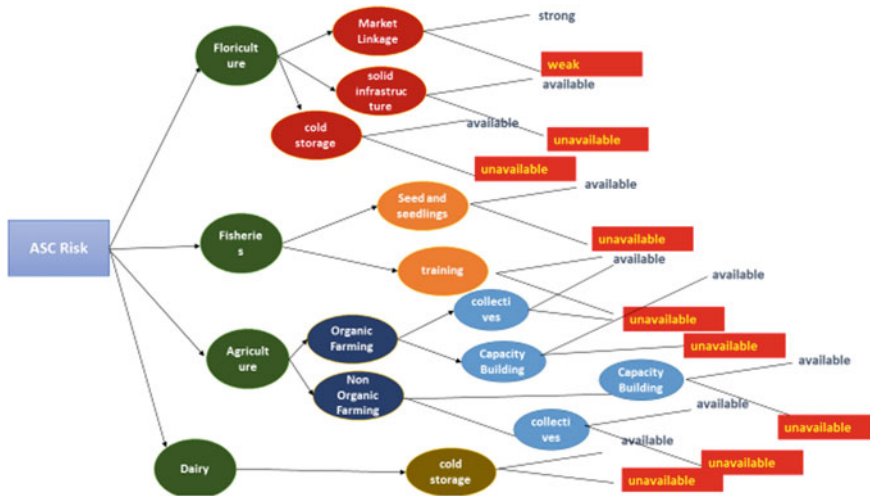 strong
Market
Linkage
Floricult
ure
weak
solid
infrastruc
ture
available
cold
storage
available
unavailable
unavailable
Seed and
seedlings
available
ASC Risk
Fisherie
s
unavailable
training
available
available
collecti
ves
Organic
Farming
unavailable
Agricult
ure
Capacity
Building
unavailable
Non
Organic
Farming
Capacity
Building
available
available
collecti
ves
unavailable
available
Dairy
cold
storage
unavailable
unavailable